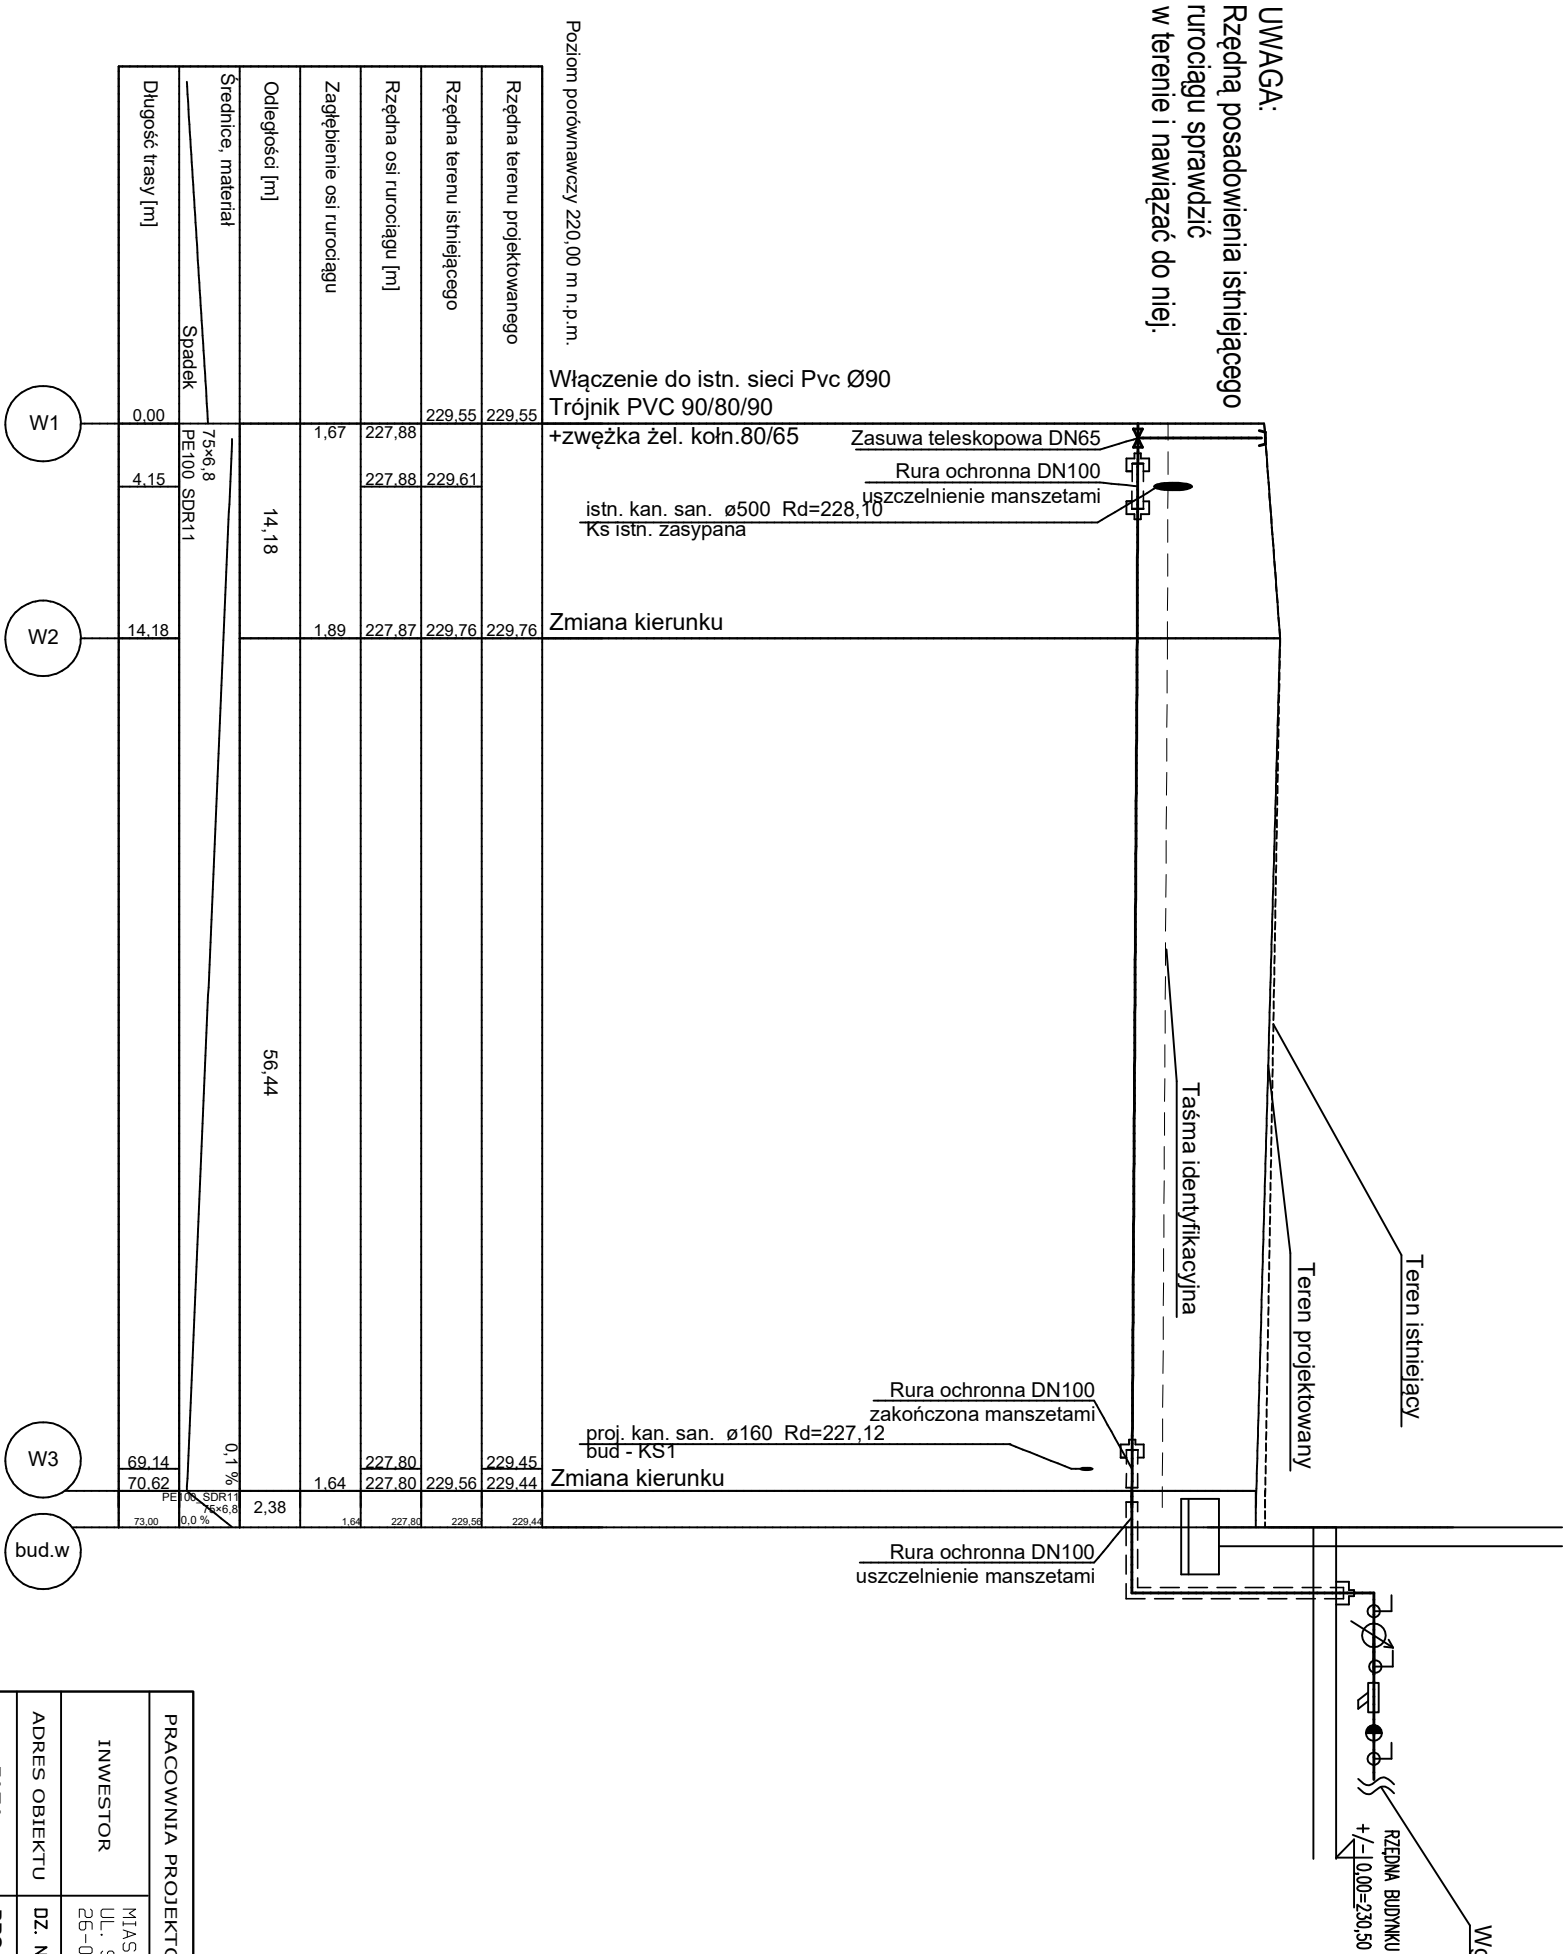 UWAGA:
Rzędną posadowienia istniejącego
rurociągu sprawdzić
w terenie i nawiązać do niej.
Poziom porównawczy 220,00 m n.p.m.
Rzędna terenu projektowanego
Rzędna terenu istniejącego
Rzędna osi rurociągu [m]
Zagłębienie osi rurociągu
Odległości [m]
Średnice, materiał
Spadek
Długość trasy [m]
Włączenie do istn. sieci Pvc Ø90
Trójnik PVC 90/80/90
+zwężka żel. kołn.80/65
Zasuwa teleskopowa DN65
Rura ochronna DN100
uszczelnienie manszetami
istn. kan. san. ø500 Rd=228,10
Ks istn. zasypana
W1
0,00
1,67
227,88
229,55
229,55
75×6,8
PE100 SDR11
4,15
227,88
229,61
14,18
W2
14,18
1,89
227,87
229,76
229,76
Zmiana kierunku
56,44
Taśma identyfikacyjna
Teren istniejący
Teren projektowany
Rura ochronna DN100
zakończona manszetami
proj. kan. san. ø160 Rd=227,12
bud - KS1
Zmiana kierunku
W3
69,14
227,80
229,45
70,62
0,1 %
1,64
227,80
229,56
229,44
PE100 SDR11
75×6,8
0,0 %
2,38
bud.w
73,00
1,64
227,80
229,56
229,44
Rura ochronna DN100
uszczelnienie manszetami
RZĘDNA BUDYNKU
+/-0,00=230,50
PRACOWNIA PROJEKTO
INWESTOR
MIAS
UL. S
26-0
ADRES OBIEKTU
DZ. N